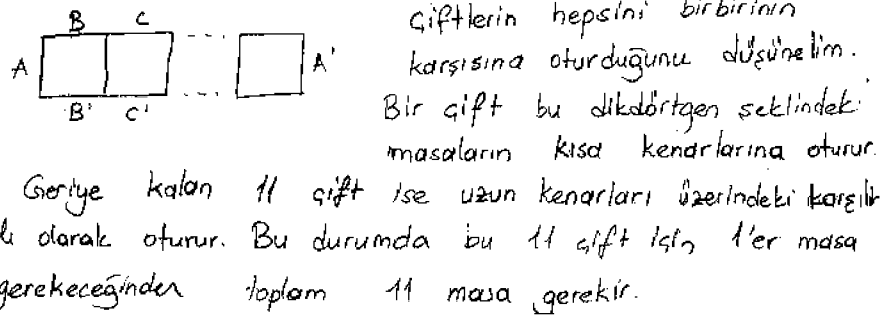 B C
A A'
B' C'
çiftlerin hepsini birbirinin
karşısına oturduğunu düşünelim.
Bir çift bu dikdörtgen şeklindeki
masaların kısa kenarlarına oturur.
Geriye kalan 11 çift ise uzun kenarları üzerindeki karşılık
lı olarak oturur. Bu durumda bu 11 çift için 1'er masa
gerekeceğinden toplam 11 masa gerekir.